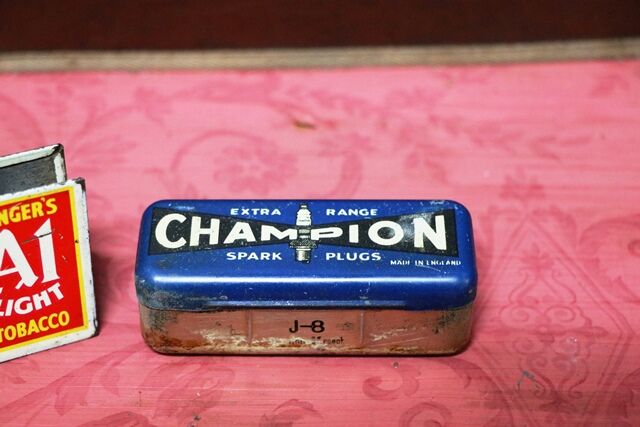 NGER'S
A1
LIGHT
TOBACCO
EXTRA RANGE
CHAMPION
SPARK PLUGS
MADE IN ENGLAND
J-8